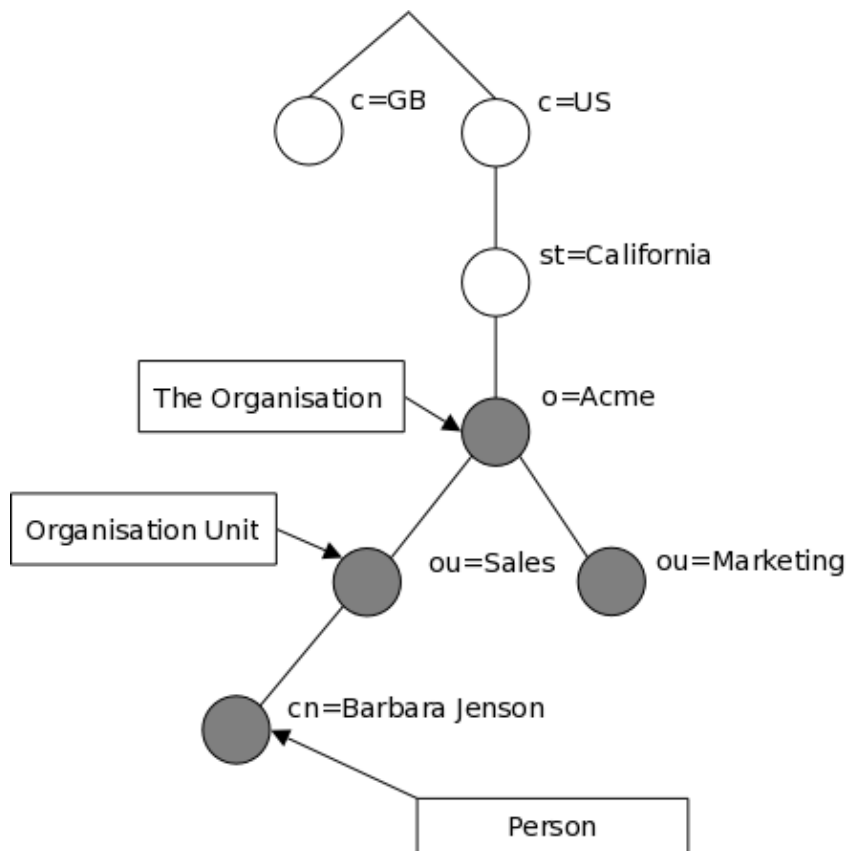 c=GB
c=US
st=California
The Organisation
o=Acme
Organisation Unit
ou=Sales
ou=Marketing
cn=Barbara Jenson
Person